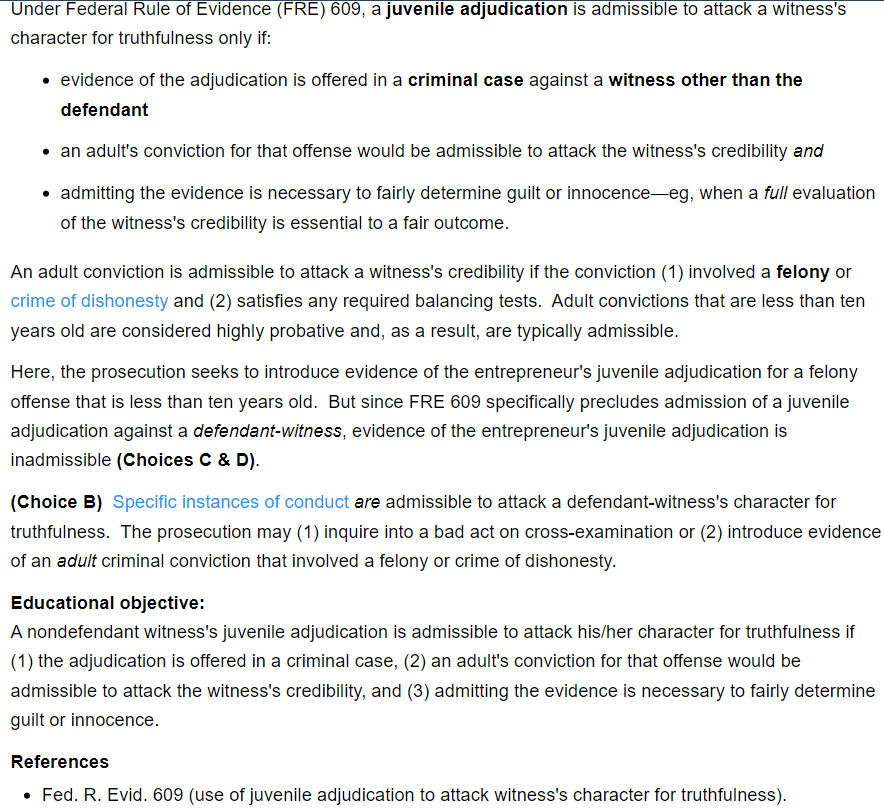 Under Federal Rule of Evidence (FRE) 609, a juvenile adjudication is admissible to attack a witness's
character for truthfulness only if:
• evidence of the adjudication is offered in a criminal case against a witness other than the
defendant
• an adult's conviction for that offense would be admissible to attack the witness's credibility and
• admitting the evidence is necessary to fairly determine guilt or innocence—eg, when a full evaluation
of the witness's credibility is essential to a fair outcome.
An adult conviction is admissible to attack a witness's credibility if the conviction (1) involved a felony or
crime of dishonesty and (2) satisfies any required balancing tests. Adult convictions that are less than ten
years old are considered highly probative and, as a result, are typically admissible.
Here, the prosecution seeks to introduce evidence of the entrepreneur's juvenile adjudication for a felony
offense that is less than ten years old. But since FRE 609 specifically precludes admission of a juvenile
adjudication against a defendant-witness, evidence of the entrepreneur's juvenile adjudication is
inadmissible (Choices C & D).
(Choice B) Specific instances of conduct are admissible to attack a defendant-witness's character for
truthfulness. The prosecution may (1) inquire into a bad act on cross-examination or (2) introduce evidence
of an adult criminal conviction that involved a felony or crime of dishonesty.
Educational objective:
A nondefendant witness's juvenile adjudication is admissible to attack his/her character for truthfulness if
(1) the adjudication is offered in a criminal case, (2) an adult's conviction for that offense would be
admissible to attack the witness's credibility, and (3) admitting the evidence is necessary to fairly determine
guilt or innocence.
References
• Fed. R. Evid. 609 (use of juvenile adjudication to attack witness's character for truthfulness).